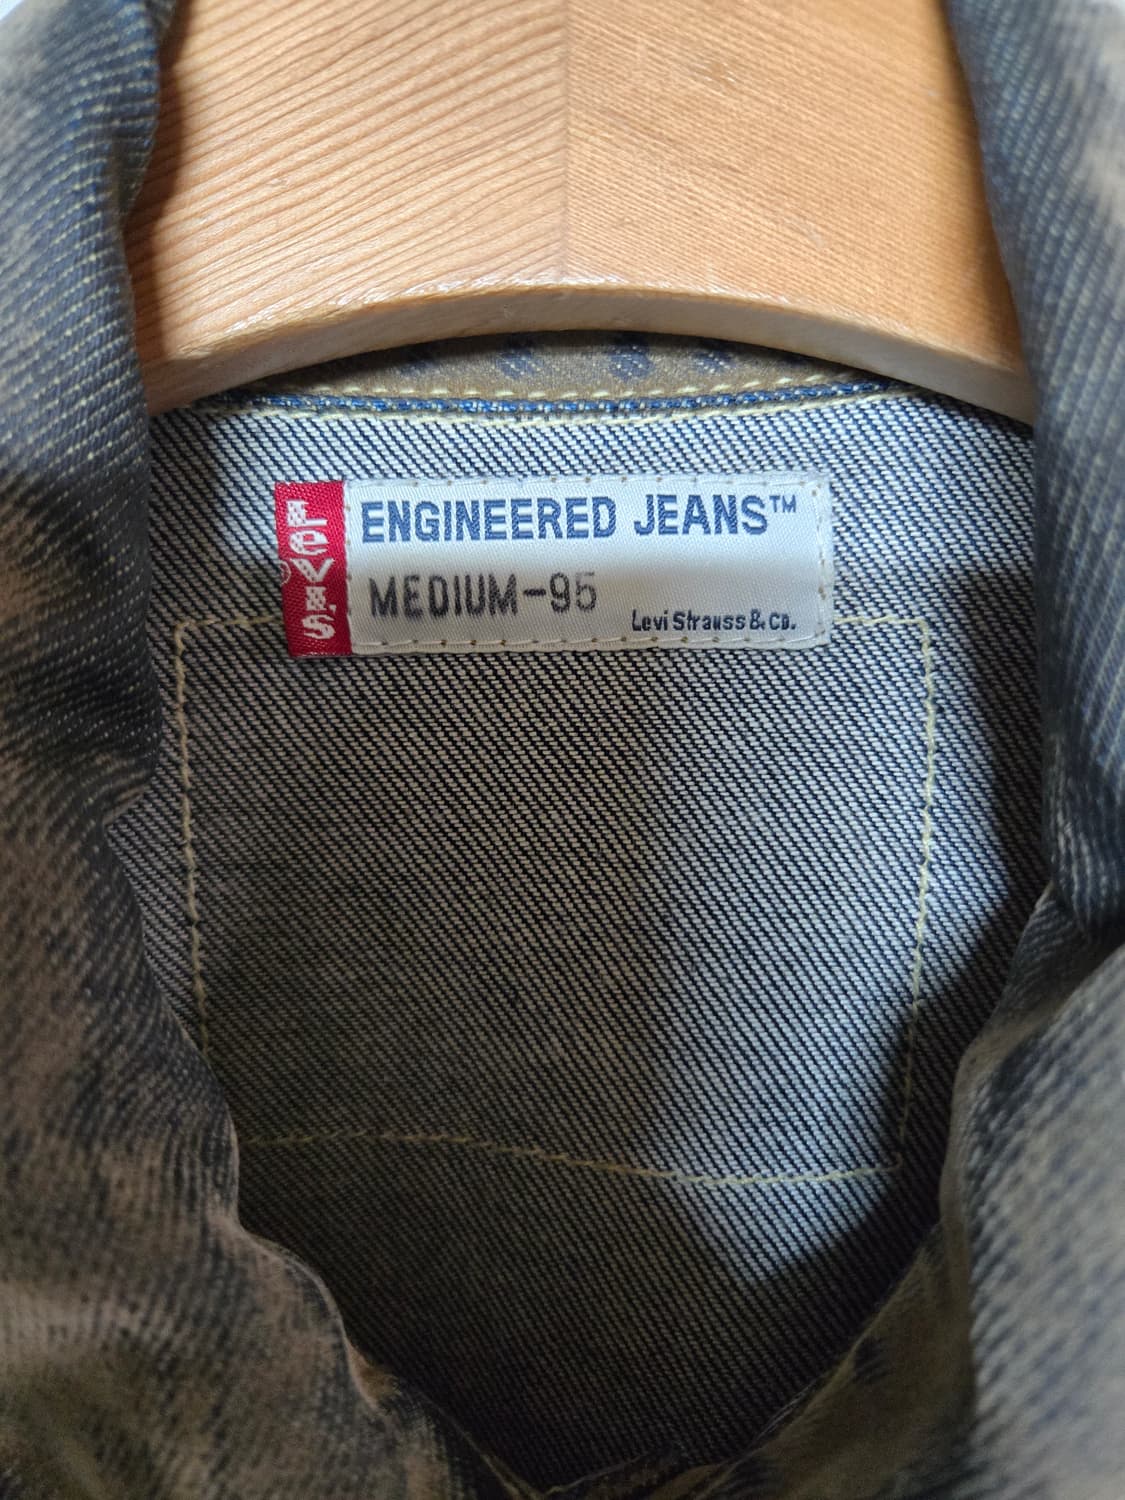 LEVI'S®
ENGINEERED JEANS™
MEDIUM-95
Levi Strauss & Co.